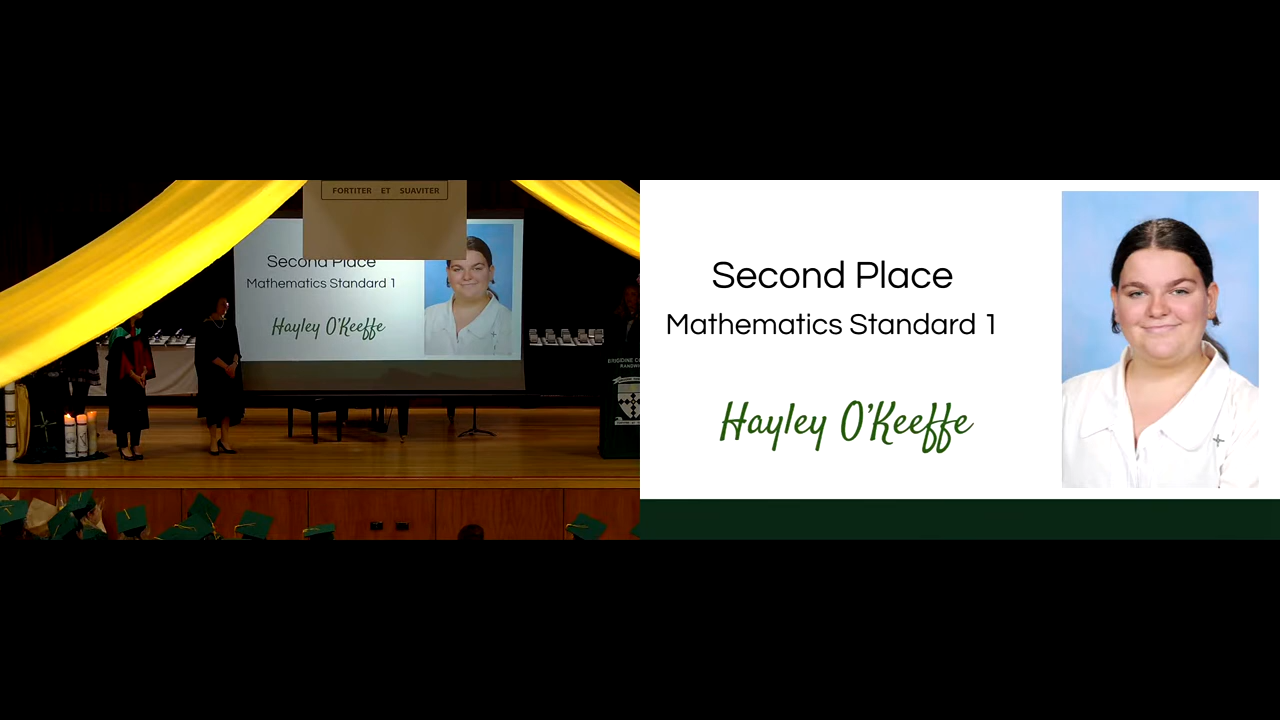 FORTITER ET SUAVITER
Second Place
Mathematics Standard 1
Hayley O'Keeffe
Second Place
Mathematics Standard 1
Hayley O'Keeffe